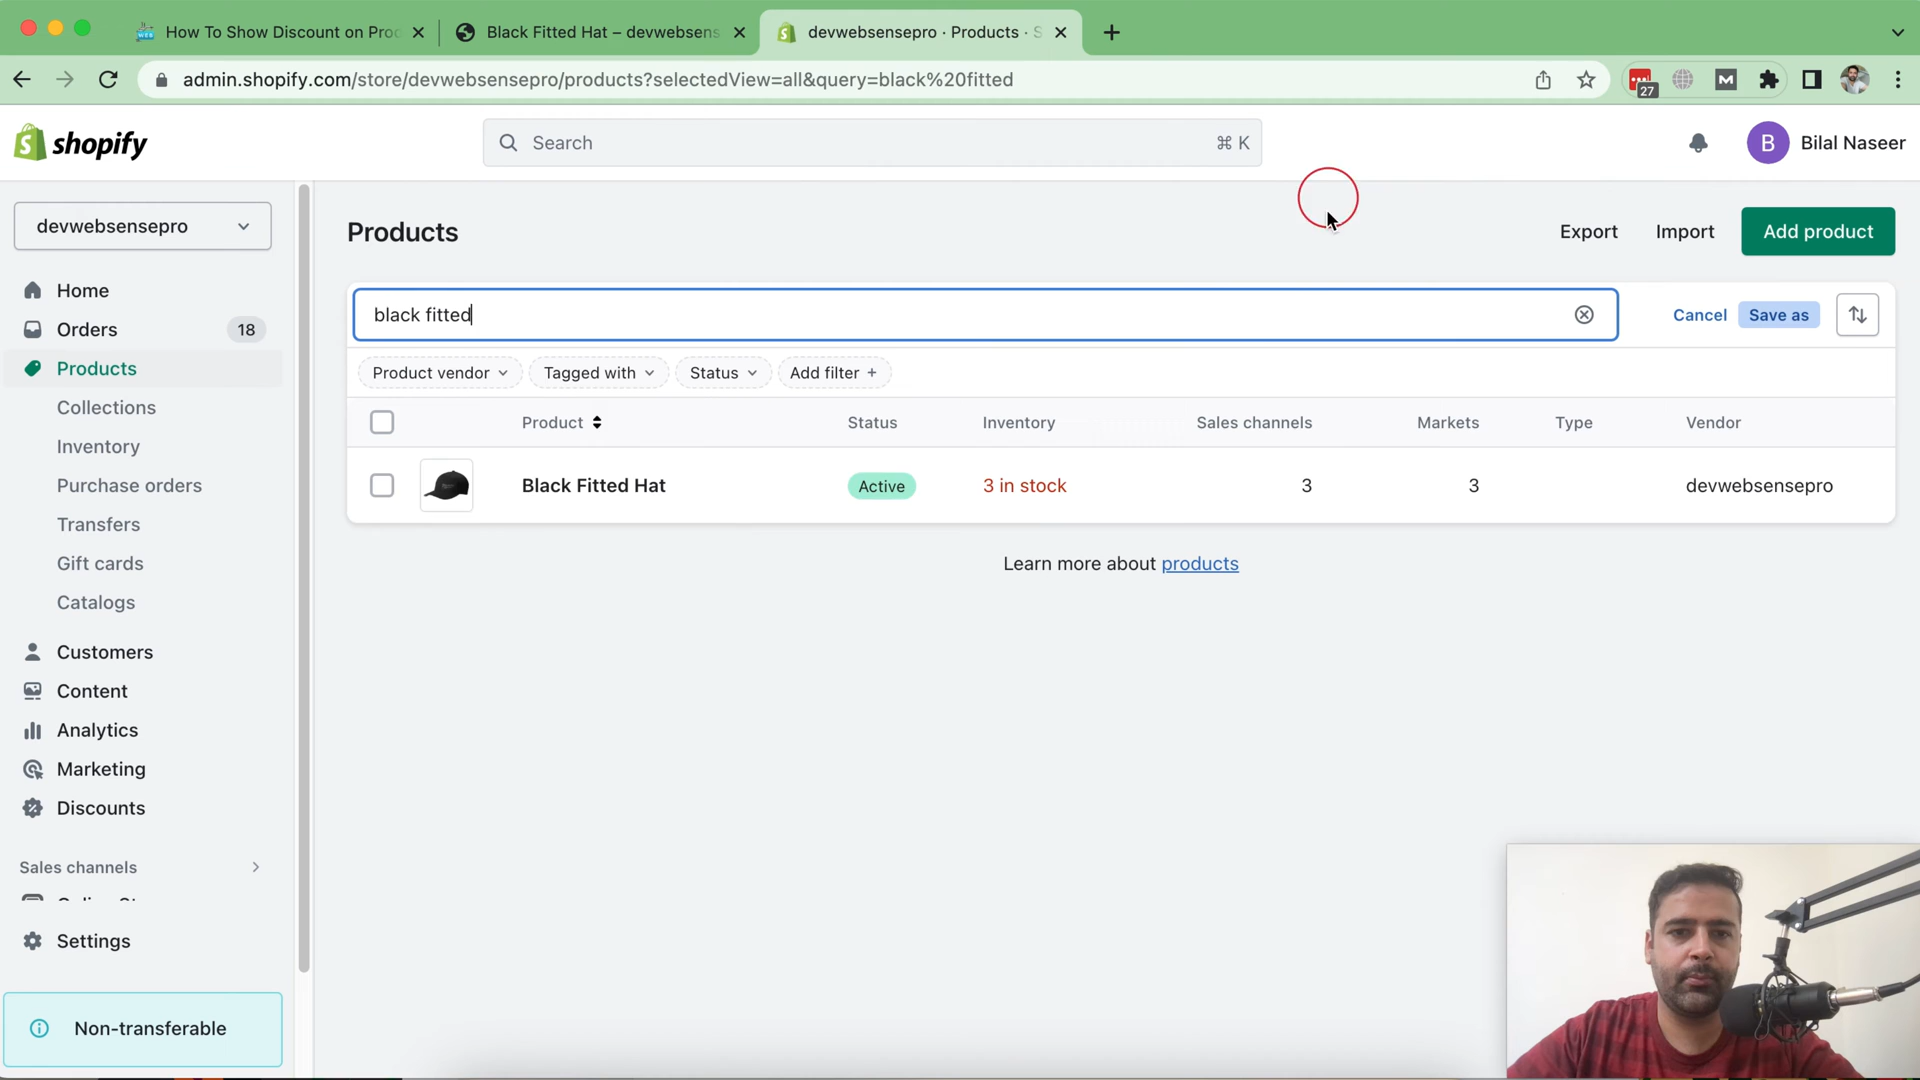 How To Show Discount on Proc
Black Fitted Hat – devwebsens
devwebsensepro · Products · S
admin.shopify.com/store/devwebsensepro/products?selectedView=all&query=black%20fitted
27
M
shopify
Search
⌘ K
B
Bilal Naseer
devwebsensepro
Products
Export
Import
Add product
Home
Orders
18
Products
Collections
Inventory
Purchase orders
Transfers
Gift cards
Catalogs
Customers
Content
Analytics
Marketing
Discounts
Sales channels
Settings
Non-transferable
black fitted
Cancel
Save as
Product vendor
Tagged with
Status
Add filter +
Product
Status
Inventory
Sales channels
Markets
Type
Vendor
Black Fitted Hat
Active
3 in stock
3
3
devwebsensepro
Learn more about products